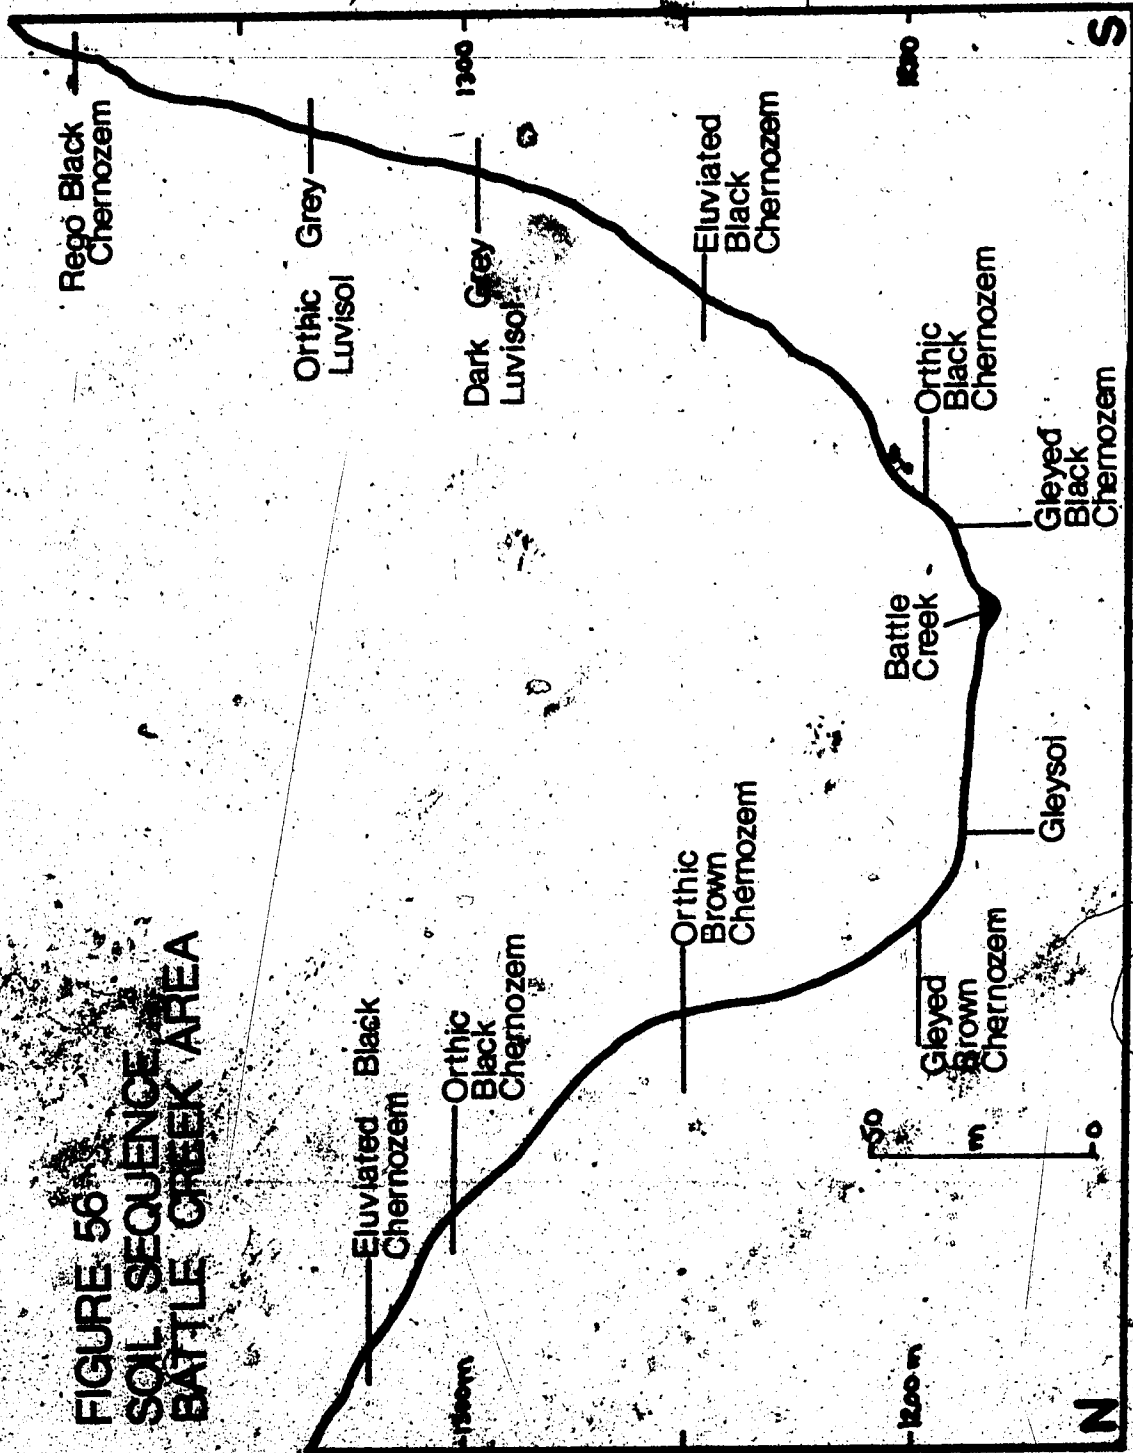 FIGURE 56
SOIL SEQUENCE,
BATTLE CREEK AREA
Eluviated Black
Chernozem
Orthic
Black
Chernozem
Orthic
Brown
Chernozem
Gleyed
Brown
Chernozem
Gleysol
Battle
Creek
Gleyed
Black
Chernozem
Orthic
Black
Chernozem
Eluviated
Black
Chernozem
Dark Grey
Luvisol
Orthic Grey
Luvisol
Rego Black
Chernozem
1300m
1200m
1300
50
m
0
N
S